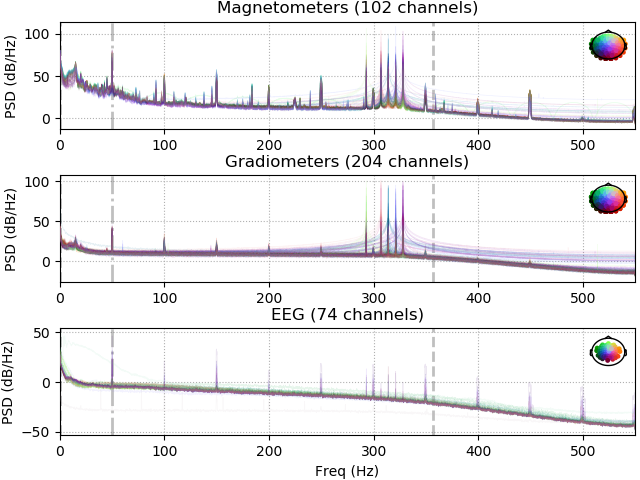 Magnetometers (102 channels)
100
50
0
PSD (dB/Hz)
0 100 200 300 400 500
Gradiometers (204 channels)
100
50
0
PSD (dB/Hz)
0 100 200 300 400 500
EEG (74 channels)
50
0
−50
PSD (dB/Hz)
0 100 200 300 400 500
Freq (Hz)